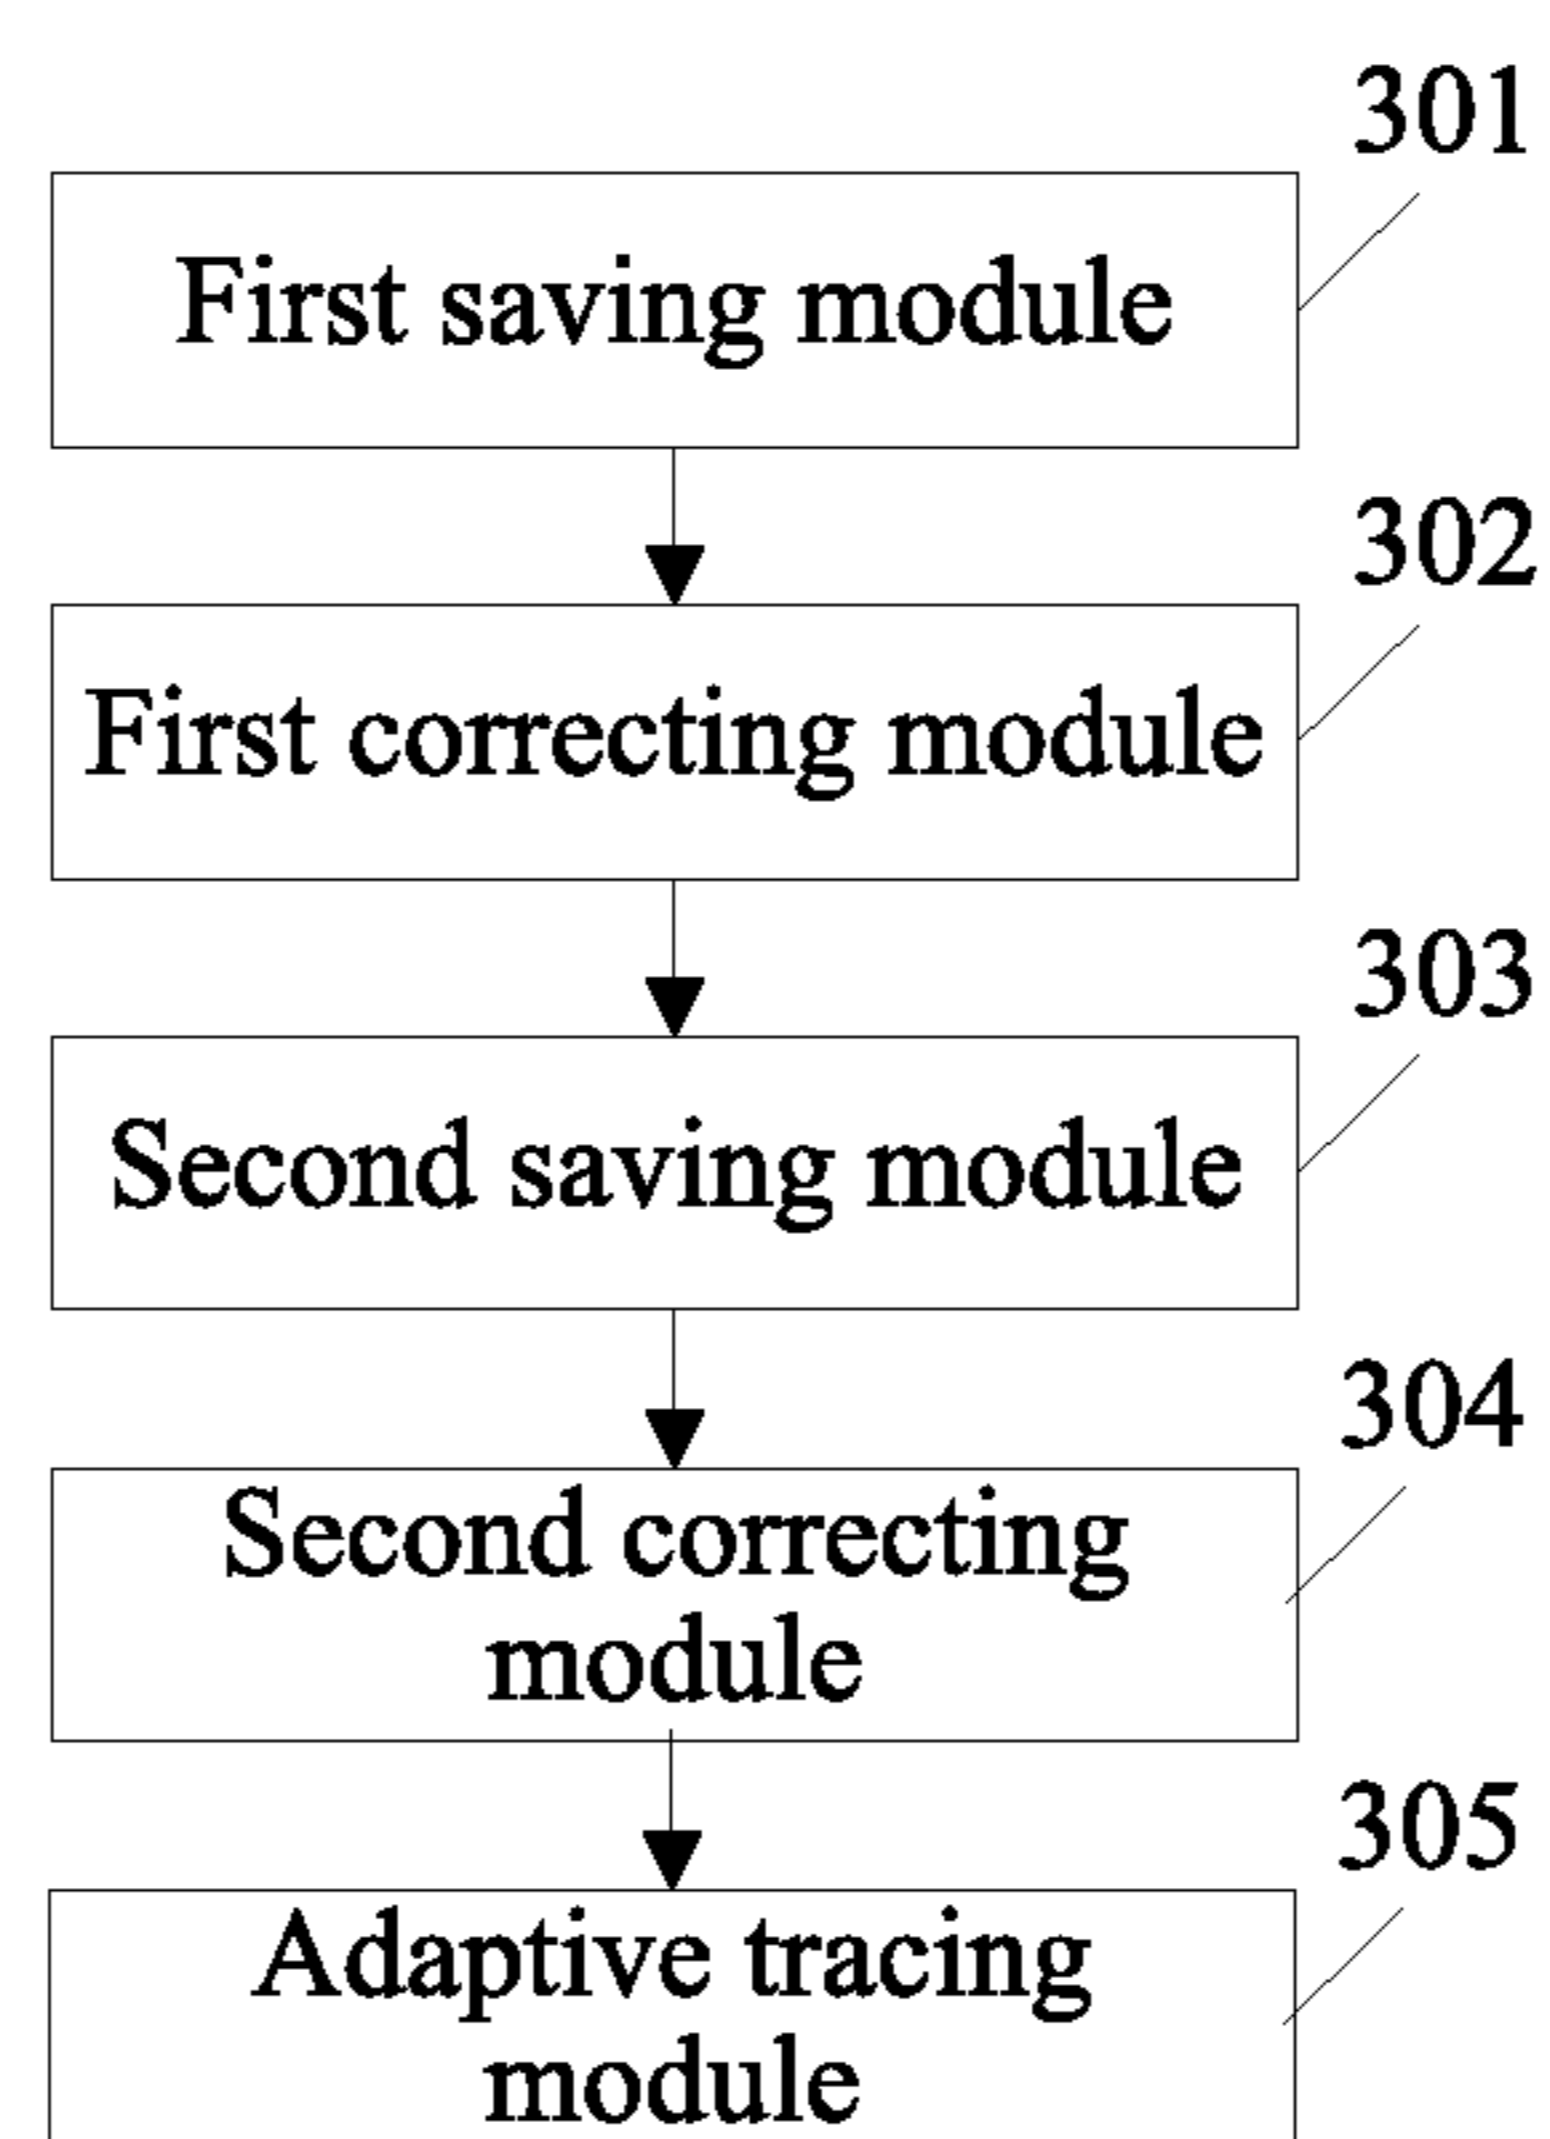 301
First saving module
302
First correcting module
303
Second saving module
304
Second correcting
module
305
Adaptive tracing
module